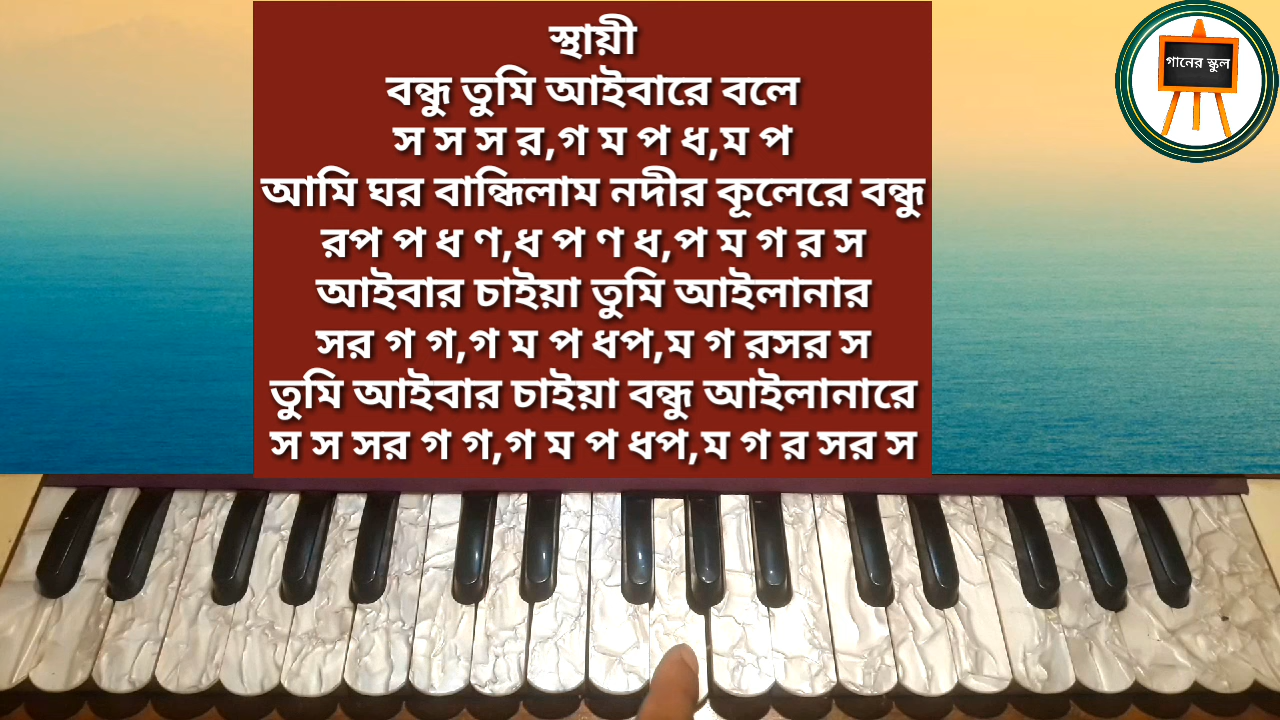 স্থায়ী
বন্ধু তুমি আইবারে বলে
স স স র,গ ম প ধ,ম প
আমি ঘর বান্ধিলাম নদীর কূলেরে বন্ধু
রপ প ধ ণ,ধ প ণ ধ,প ম গ র স
আইবার চাইয়া তুমি আইলানার
সর গ গ,গ ম প ধপ,ম গ রসর স
তুমি আইবার চাইয়া বন্ধু আইলানারে
স স সর গ গ,গ ম প ধপ,ম গ র সর স
গানের স্কুল